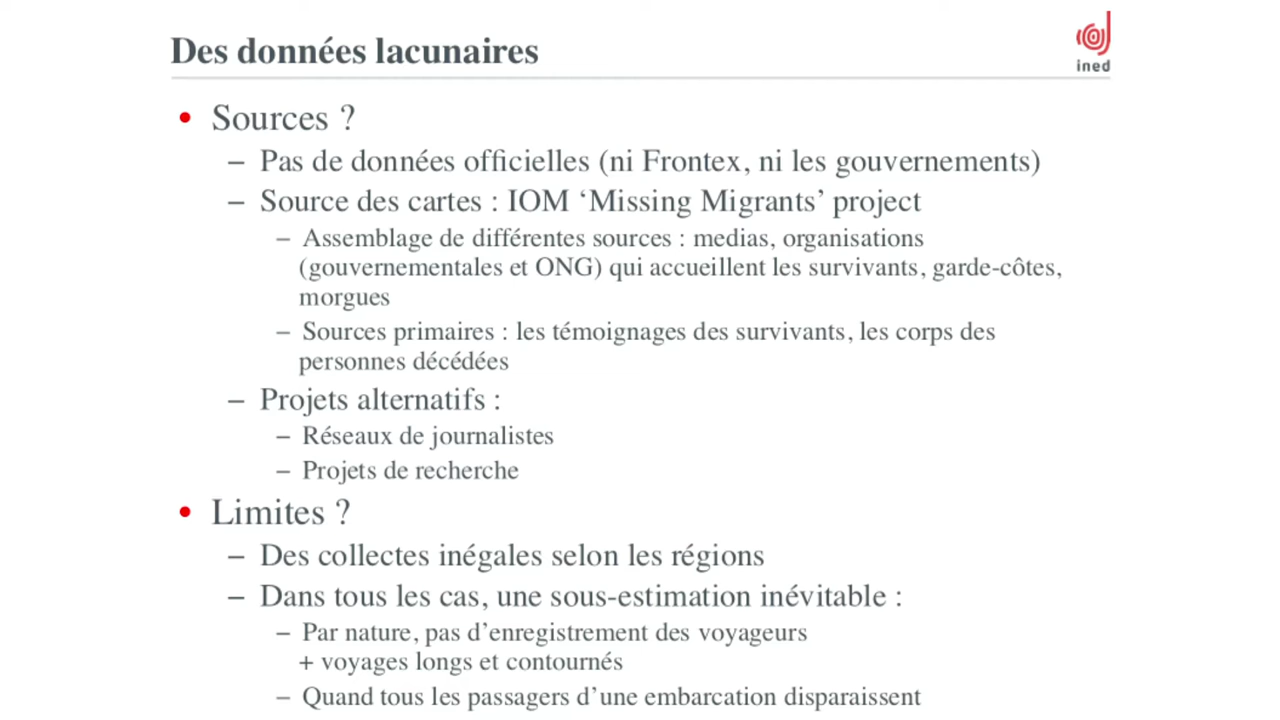 Des données lacunaires
ined
• Sources ?
– Pas de données officielles (ni Frontex, ni les gouvernements)
– Source des cartes : IOM ‘Missing Migrants’ project
– Assemblage de différentes sources : medias, organisations
(gouvernementales et ONG) qui accueillent les survivants, garde-côtes,
morgues
– Sources primaires : les témoignages des survivants, les corps des
personnes décédées
– Projets alternatifs :
– Réseaux de journalistes
– Projets de recherche
• Limites ?
– Des collectes inégales selon les régions
– Dans tous les cas, une sous-estimation inévitable :
– Par nature, pas d’enregistrement des voyageurs
+ voyages longs et contournés
– Quand tous les passagers d’une embarcation disparaissent